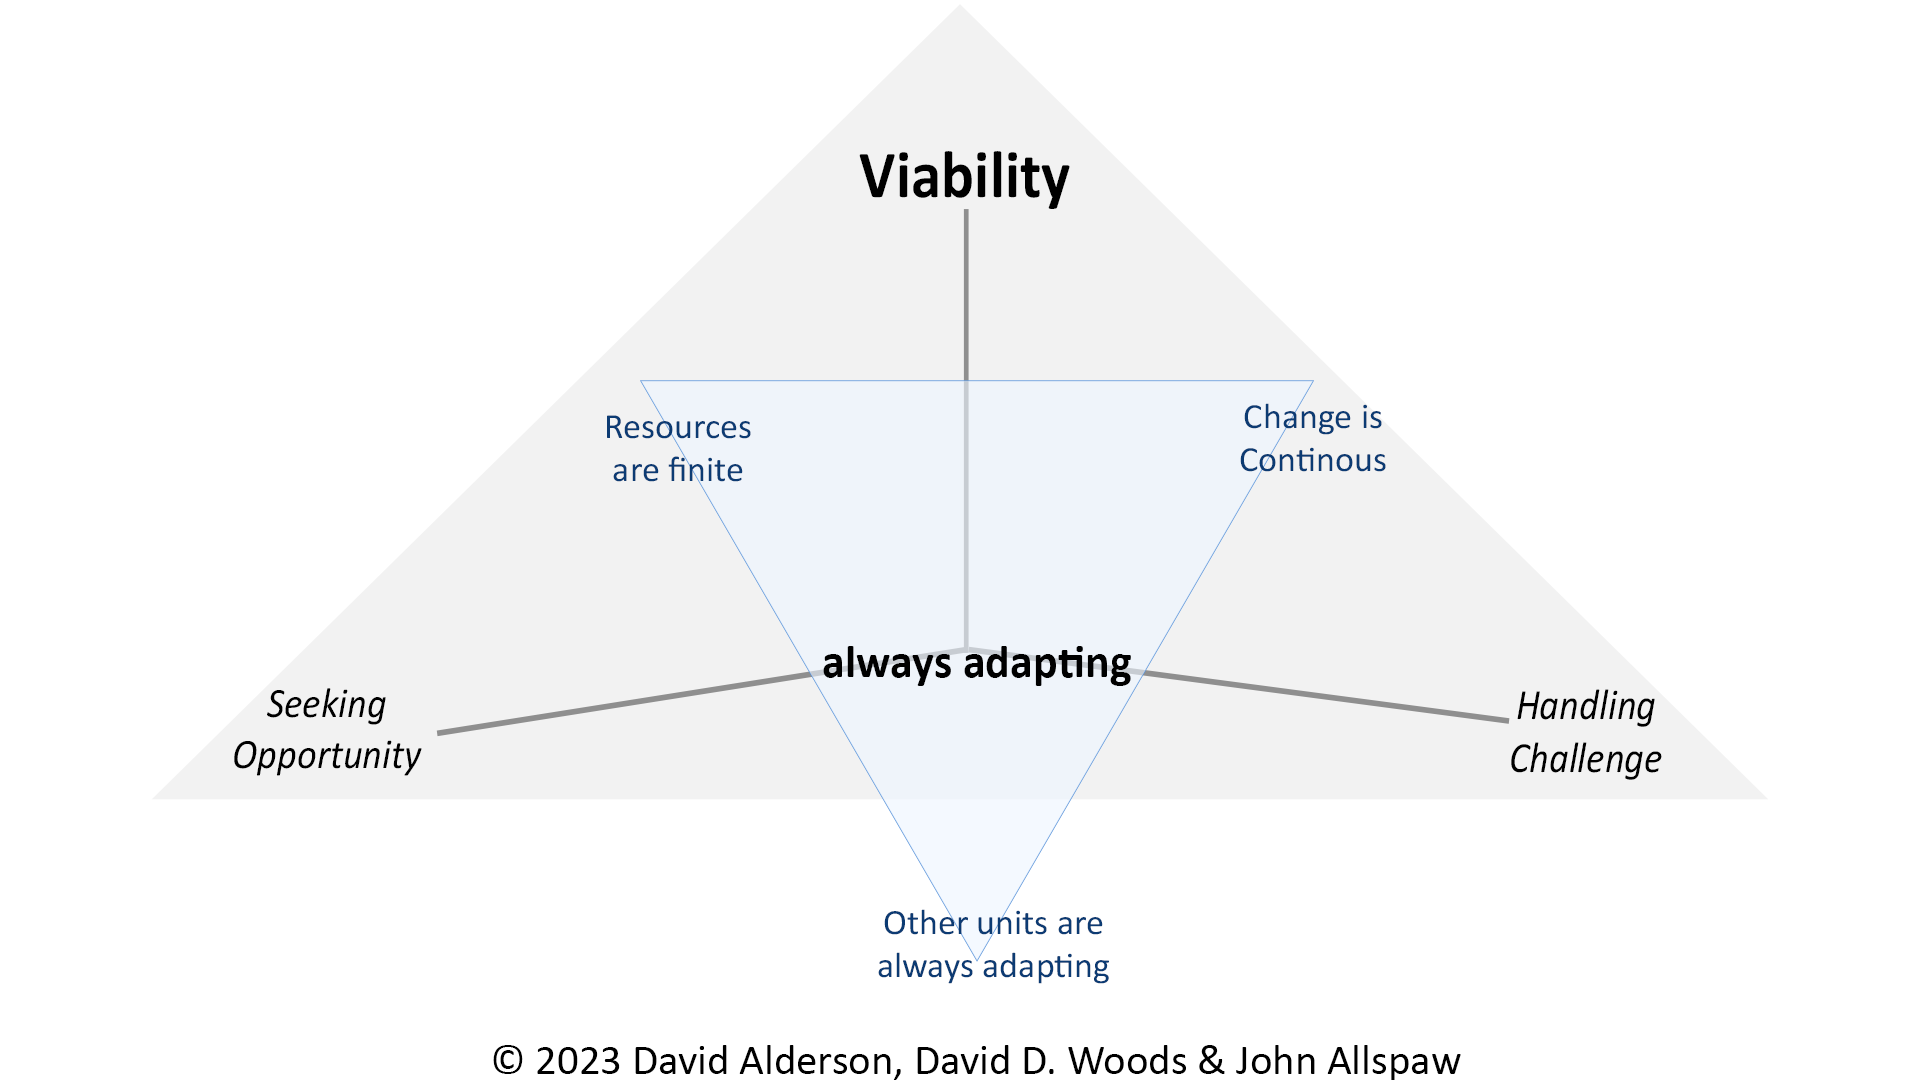 Viability
Resources
are finite
Change is
Continous
always adapting
Seeking
Opportunity
Handling
Challenge
Other units are
always adapting
© 2023 David Alderson, David D. Woods & John Allspaw